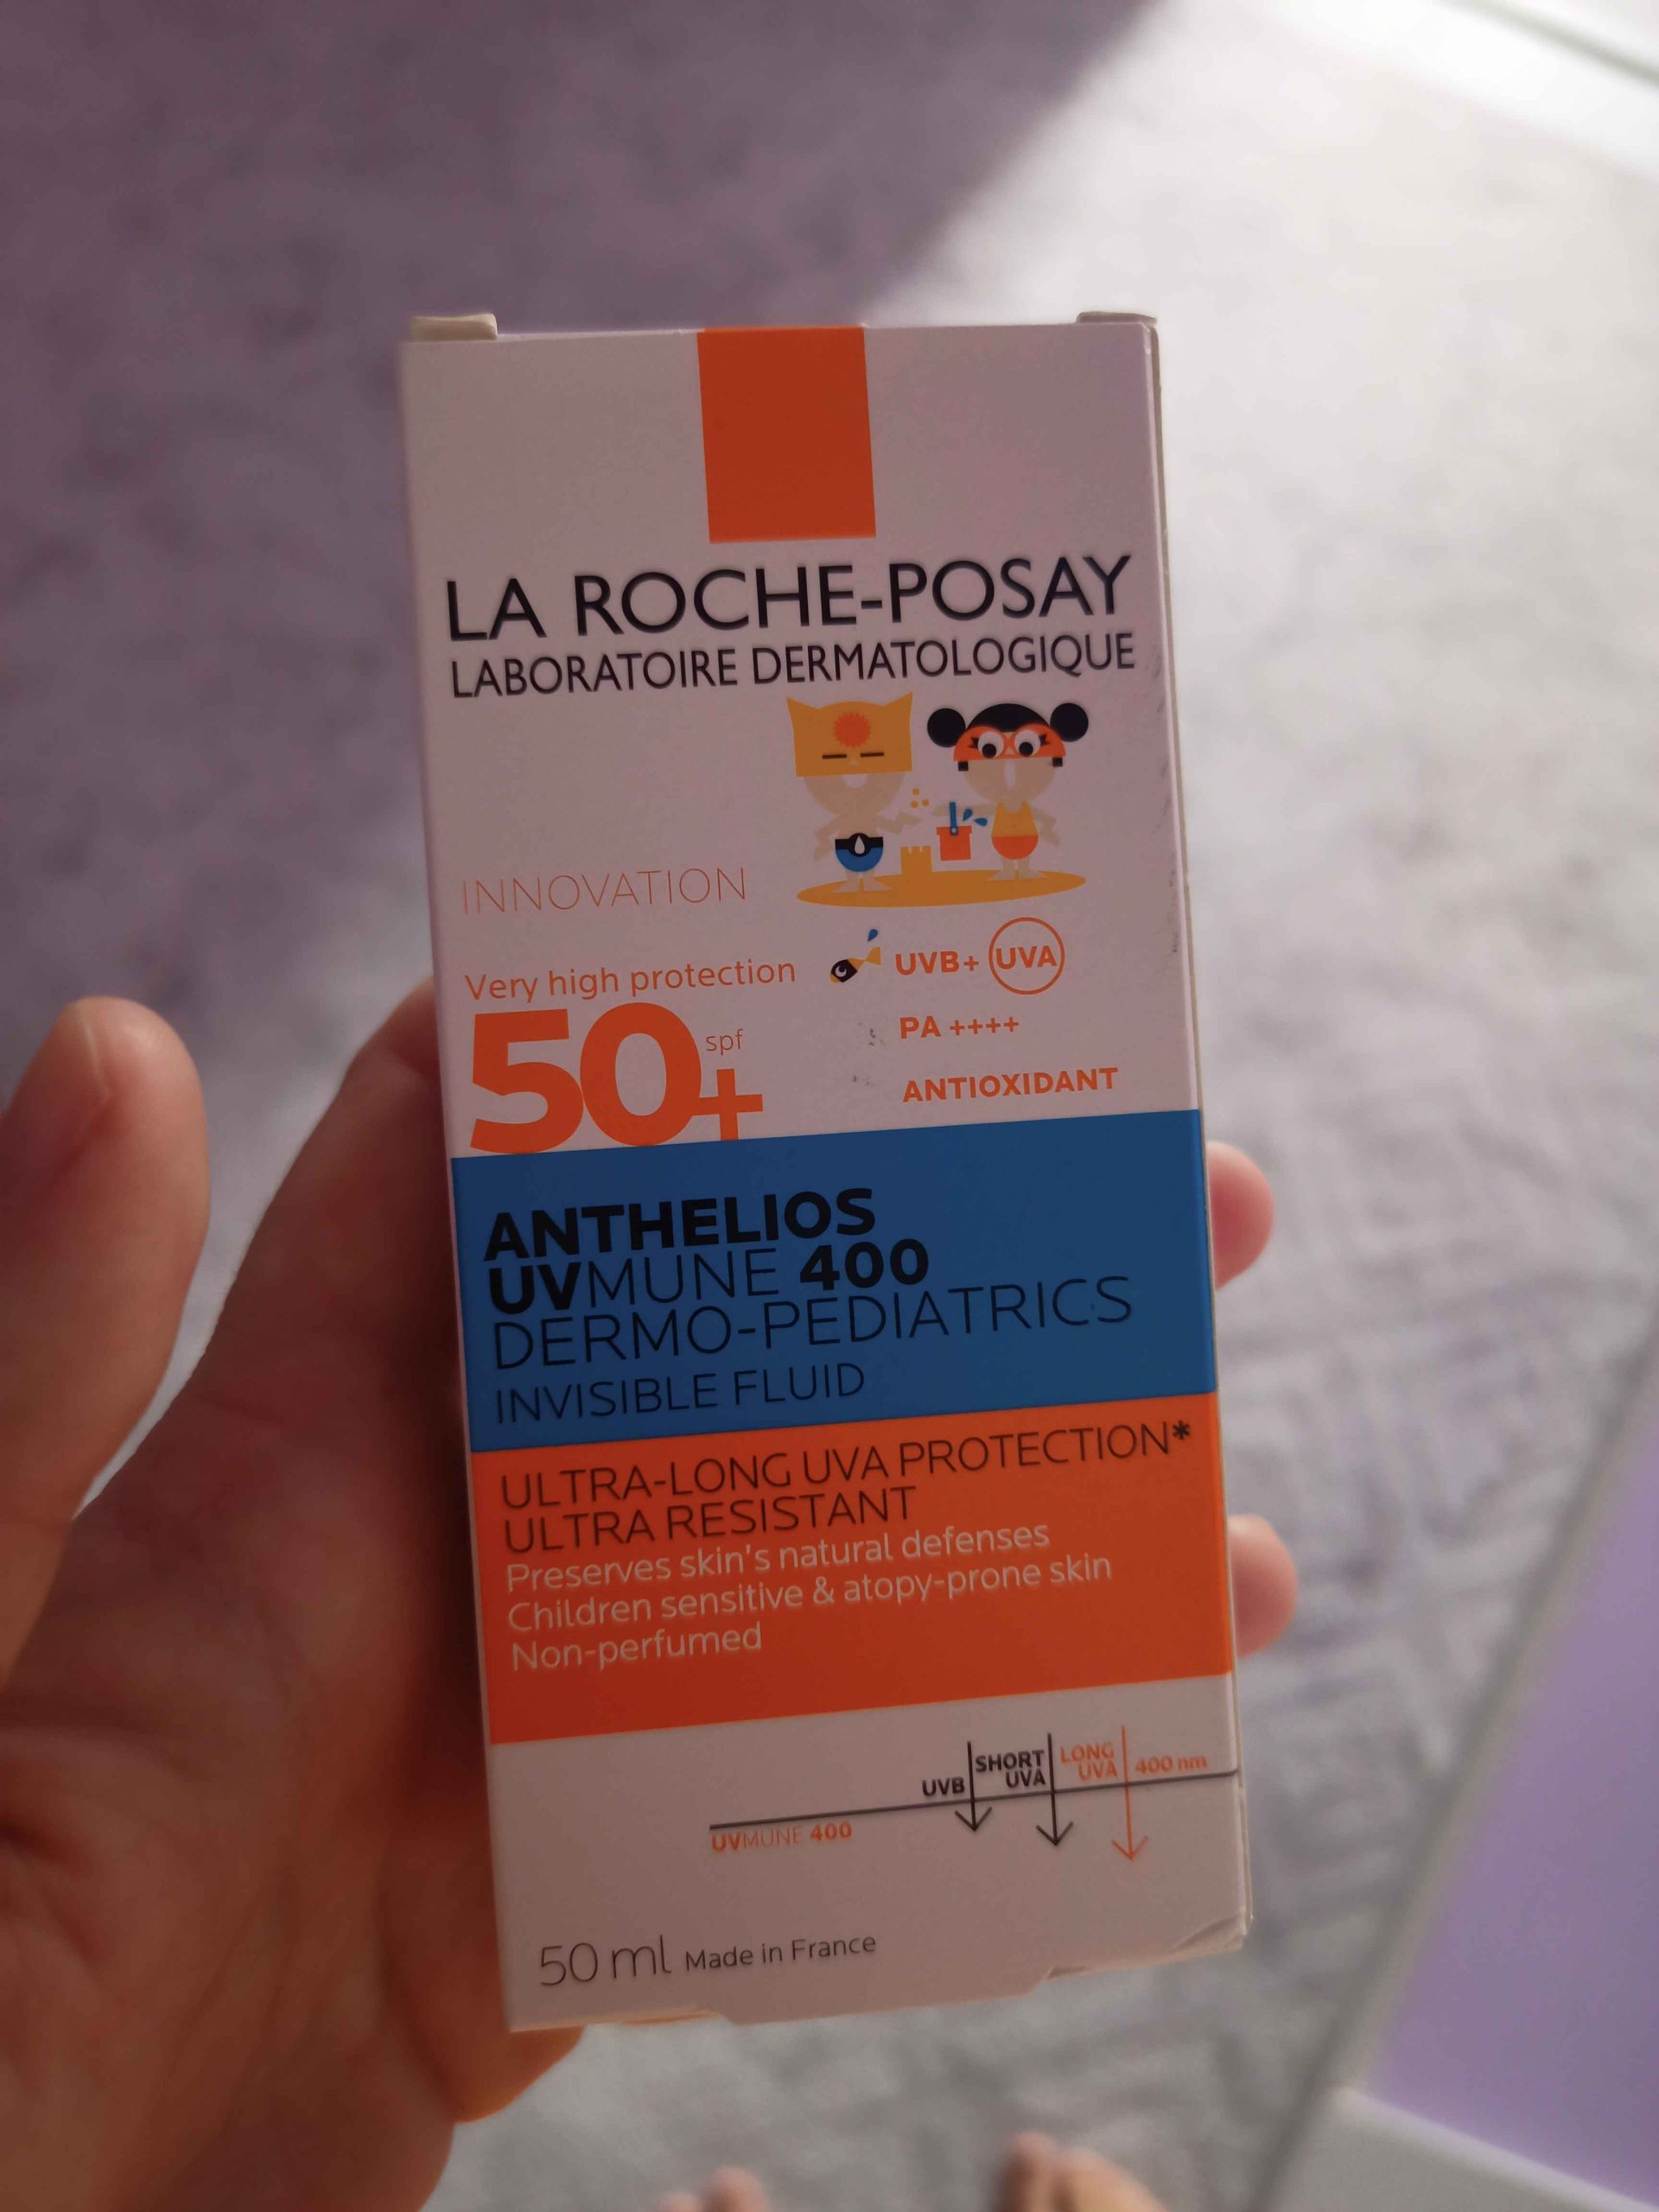 LA ROCHE-POSAY
LABORATOIRE DERMATOLOGIQUE
INNOVATION
Very high protection
50+ spf
UVB+ UVA
PA ++++
ANTIOXIDANT
ANTHELIOS
UVMUNE 400
DERMO-PEDIATRICS
INVISIBLE FLUID
ULTRA-LONG UVA PROTECTION*
ULTRA RESISTANT
Preserves skin's natural defenses
Children sensitive & atopy-prone skin
Non-perfumed
UVB
SHORT
UVA
LONG
UVA
400 nm
UVMUNE 400
50 ml Made in France